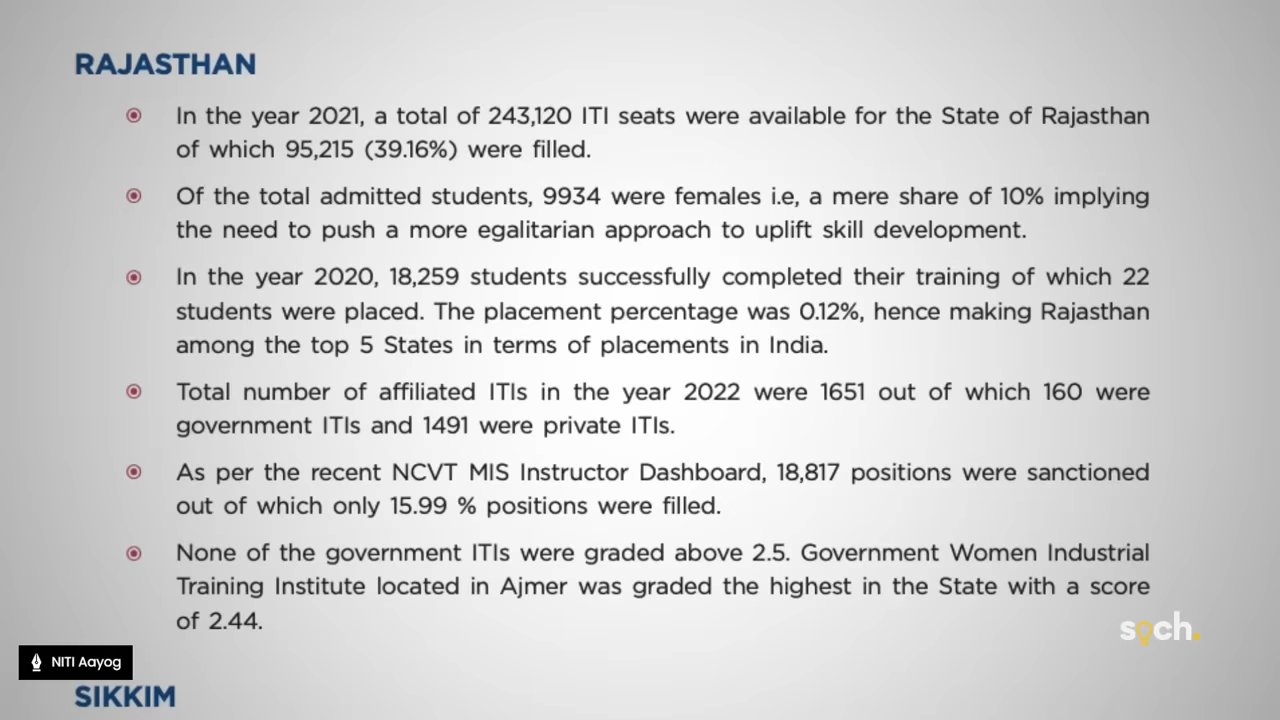 RAJASTHAN
In the year 2021, a total of 243,120 ITI seats were available for the State of Rajasthan
of which 95,215 (39.16%) were filled.
Of the total admitted students, 9934 were females i.e, a mere share of 10% implying
the need to push a more egalitarian approach to uplift skill development.
In the year 2020, 18,259 students successfully completed their training of which 22
students were placed. The placement percentage was 0.12%, hence making Rajasthan
among the top 5 States in terms of placements in India.
Total number of affiliated ITIs in the year 2022 were 1651 out of which 160 were
government ITIs and 1491 were private ITIs.
As per the recent NCVT MIS Instructor Dashboard, 18,817 positions were sanctioned
out of which only 15.99 % positions were filled.
None of the government ITIs were graded above 2.5. Government Women Industrial
Training Institute located in Ajmer was graded the highest in the State with a score
of 2.44.
soch.
NITI Aayog
SIKKIM